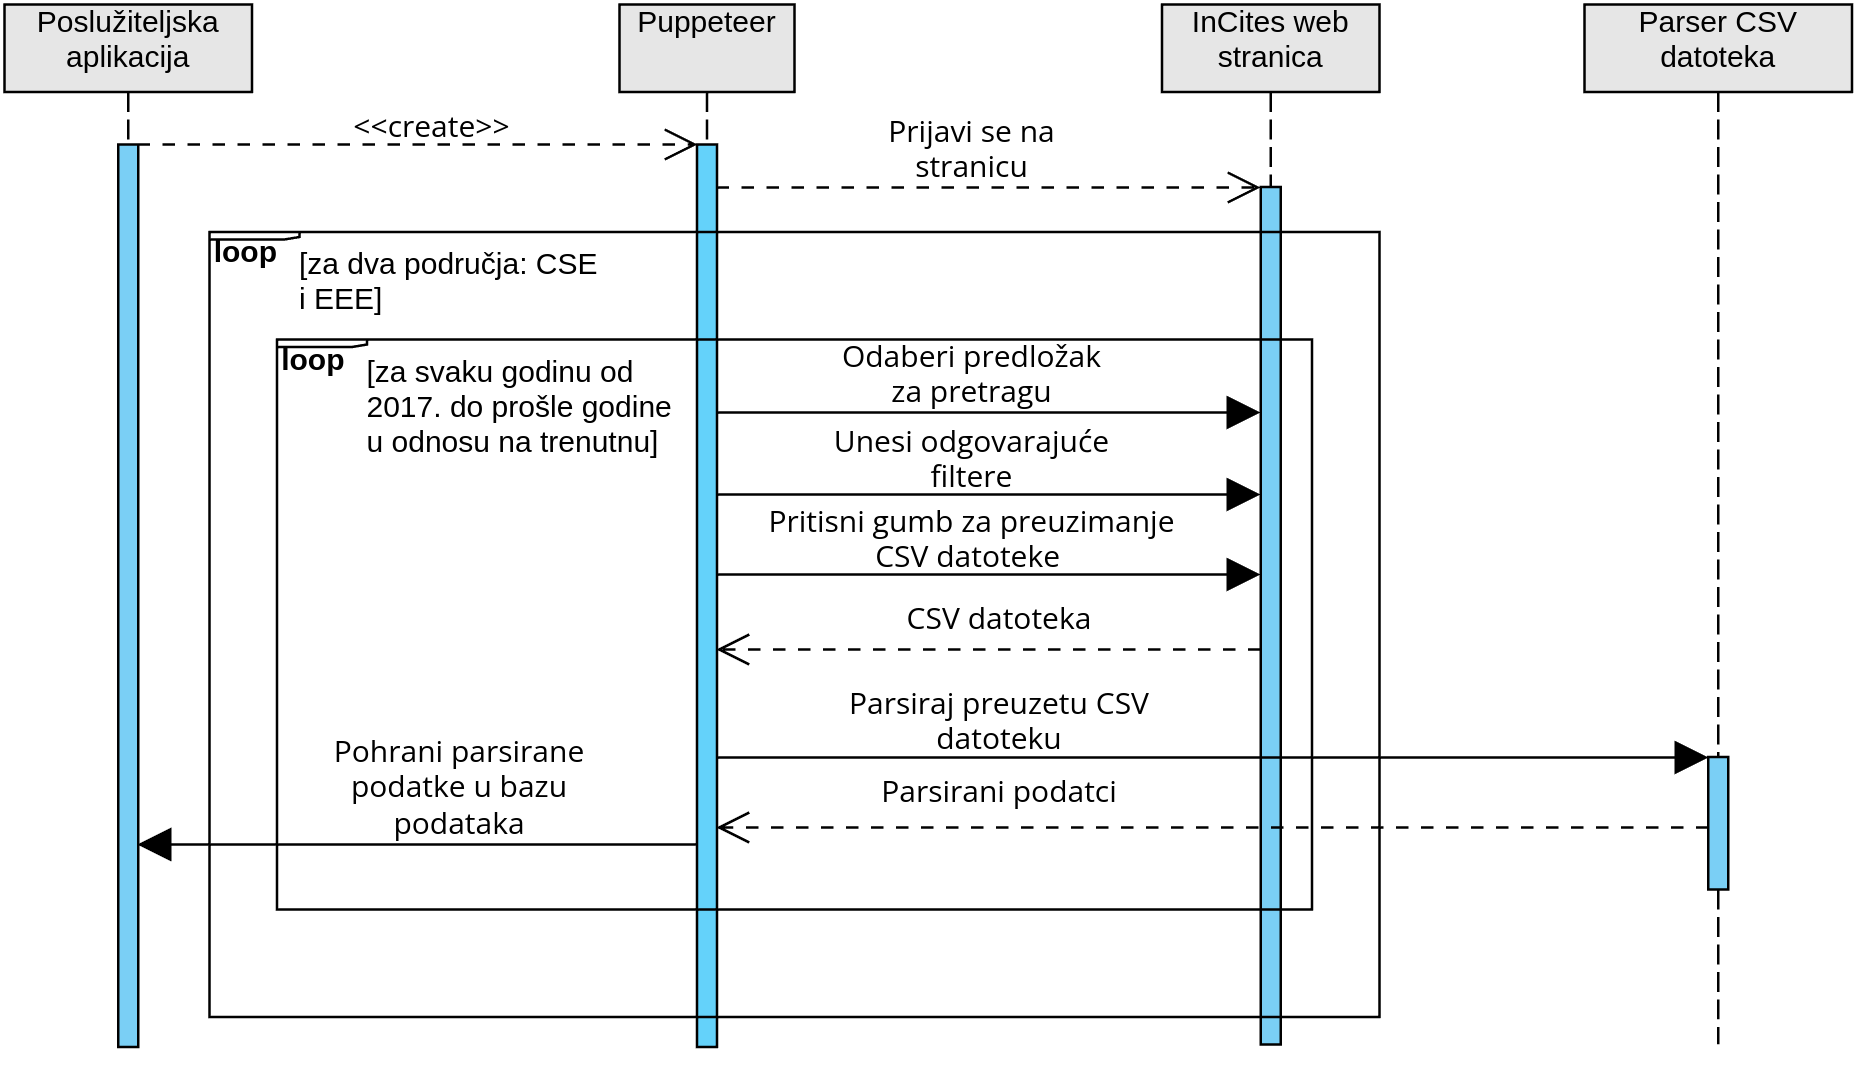 Poslužiteljska
aplikacija
Puppeteer
InCites web
stranica
Parser CSV
datoteka
<<create>>
Prijavi se na
stranicu
loop
[za dva područja: CSE
i EEE]
loop
[za svaku godinu od
2017. do prošle godine
u odnosu na trenutnu]
Odaberi predložak
za pretragu
Unesi odgovarajuće
filtere
Pritisni gumb za preuzimanje
CSV datoteke
CSV datoteka
Parsiraj preuzetu CSV
datoteku
Parsirani podatci
Pohrani parsirane
podatke u bazu
podataka